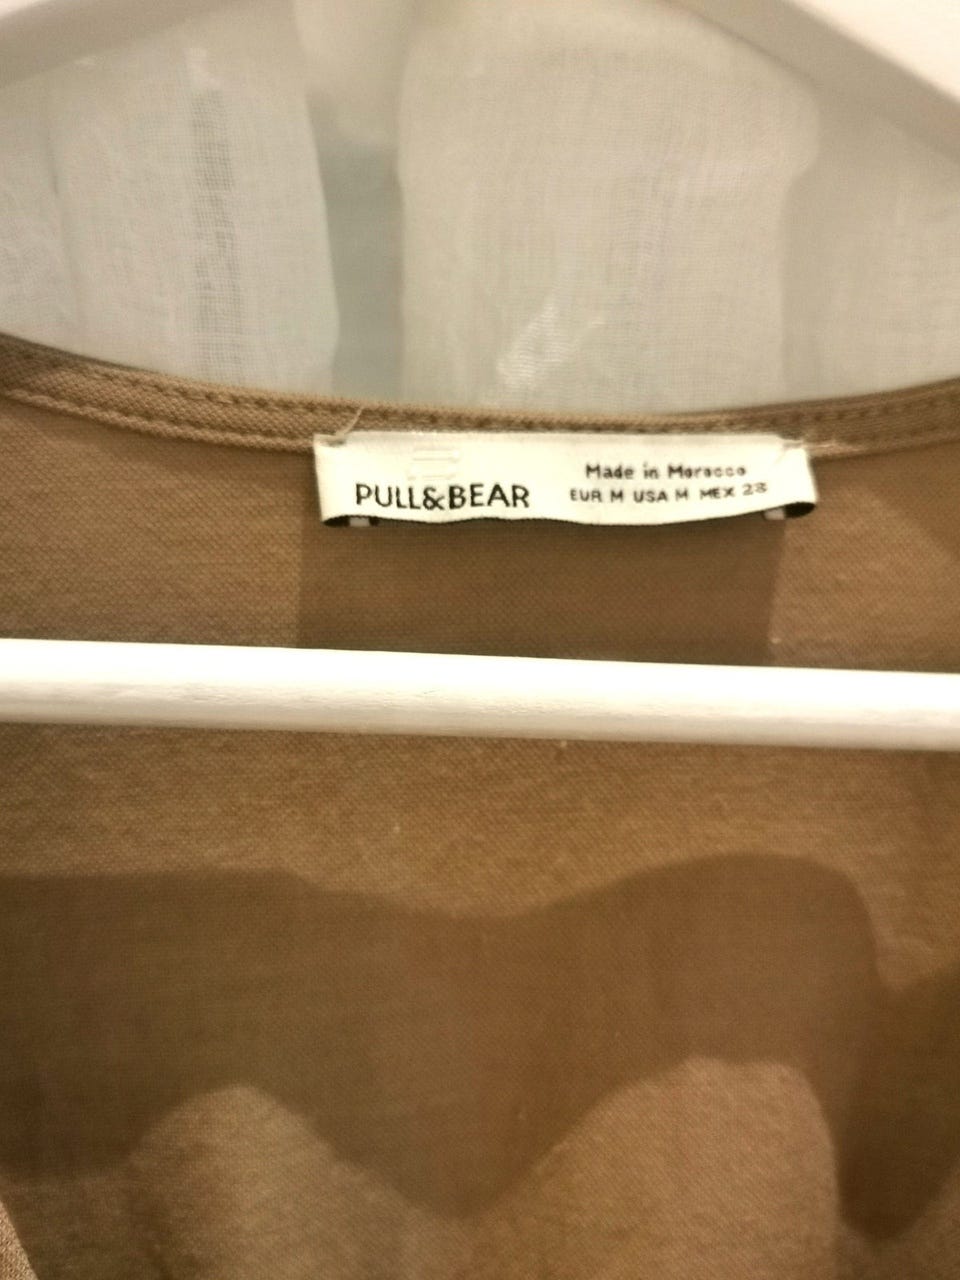 PULL&BEAR
Made in Morocco
EUR M USA M MEX 28